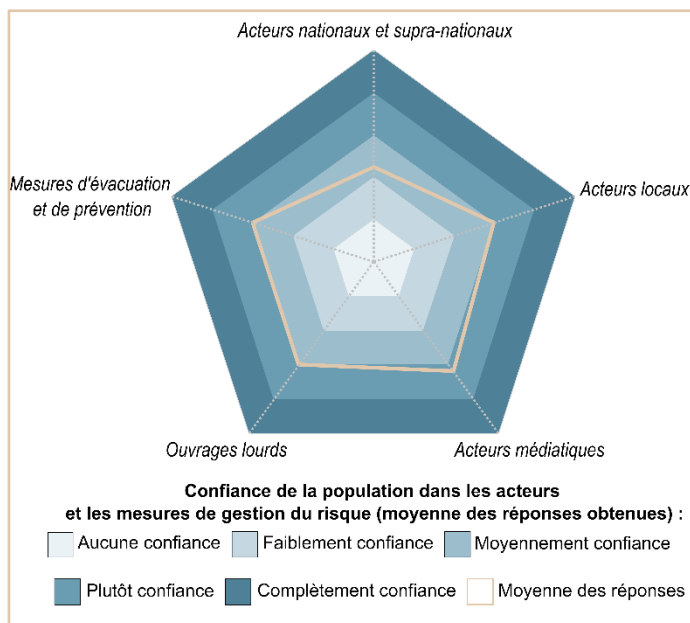 Acteurs nationaux et supra-nationaux
Mesures d'évacuation
et de prévention
Acteurs locaux
Ouvrages lourds
Acteurs médiatiques
Confiance de la population dans les acteurs
et les mesures de gestion du risque (moyenne des réponses obtenues) :
Aucune confiance
Faiblement confiance
Moyennement confiance
Plutôt confiance
Complètement confiance
Moyenne des réponses